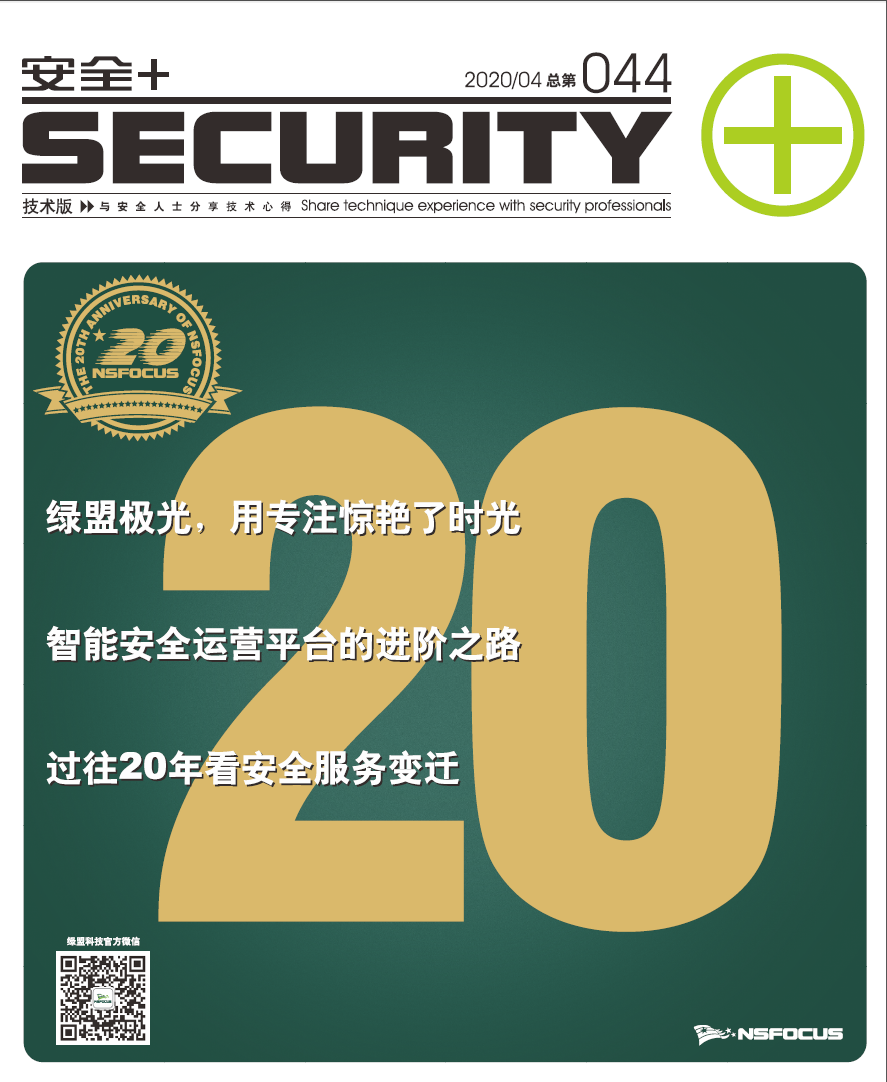 安全+
2020/04 总第044
SECURITY
技术版 与安全人士分享技术心得 Share technique experience with security professionals
THE 20TH ANNIVERSARY OF NSFOCUS
20
NSFOCUS
20
绿盟极光，用专注惊艳了时光
智能安全运营平台的进阶之路
过往20年看安全服务变迁
绿盟科技官方微信
NSFOCUS
NSFOCUS